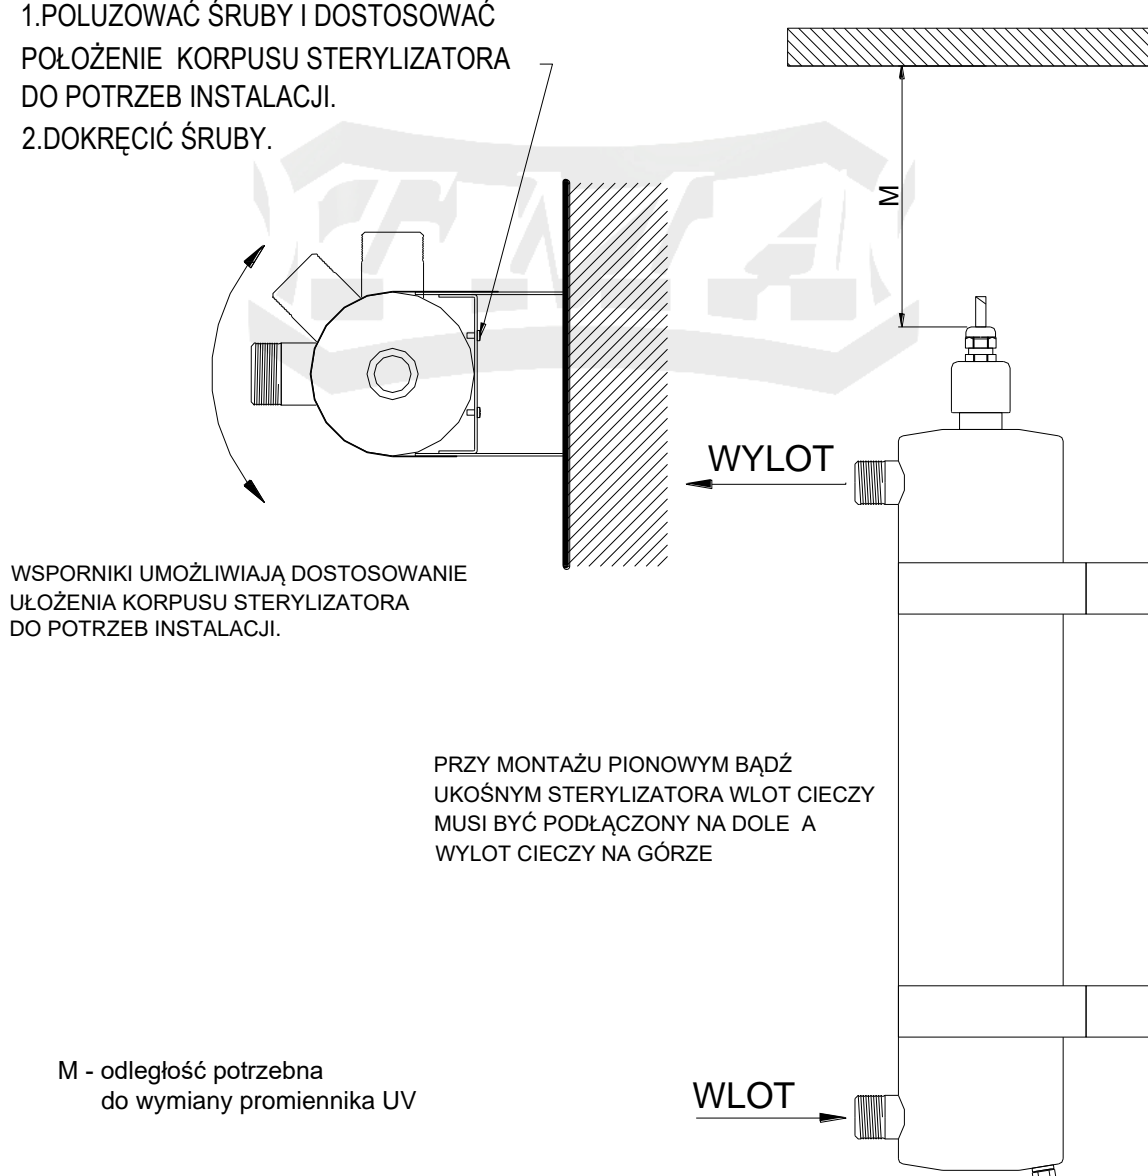 1.POLUZOWAĆ ŚRUBY I DOSTOSOWAĆ
POŁOŻENIE KORPUSU STERYLIZATORA
DO POTRZEB INSTALACJI.
2.DOKRĘCIĆ ŚRUBY.
TMA
M
WYLOT
WSPORNIKI UMOŻLIWIAJĄ DOSTOSOWANIE
UŁOŻENIA KORPUSU STERYLIZATORA
DO POTRZEB INSTALACJI.
PRZY MONTAŻU PIONOWYM BĄDŹ
UKOŚNYM STERYLIZATORA WLOT CIECZY
MUSI BYĆ PODŁĄCZONY NA DOLE A
WYLOT CIECZY NA GÓRZE
M - odległość potrzebna
do wymiany promiennika UV
WLOT